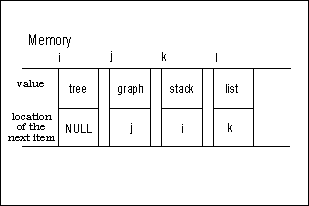 Memory
i j k l
value tree graph stack list
location
of the
next item NULL j i k